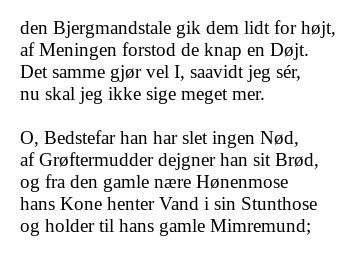 den Bjergmandstale gik dem lidt for højt,
af Meningen forstod de knap en Døjt.
Det samme gjør vel I, saavidt jeg sér,
nu skal jeg ikke sige meget mer.

O, Bedstefar han har slet ingen Nød,
af Grøftermudder dejgner han sit Brød,
og fra den gamle nære Hønenmose
hans Kone henter Vand i sin Stunthose
og holder til hans gamle Mimremund;